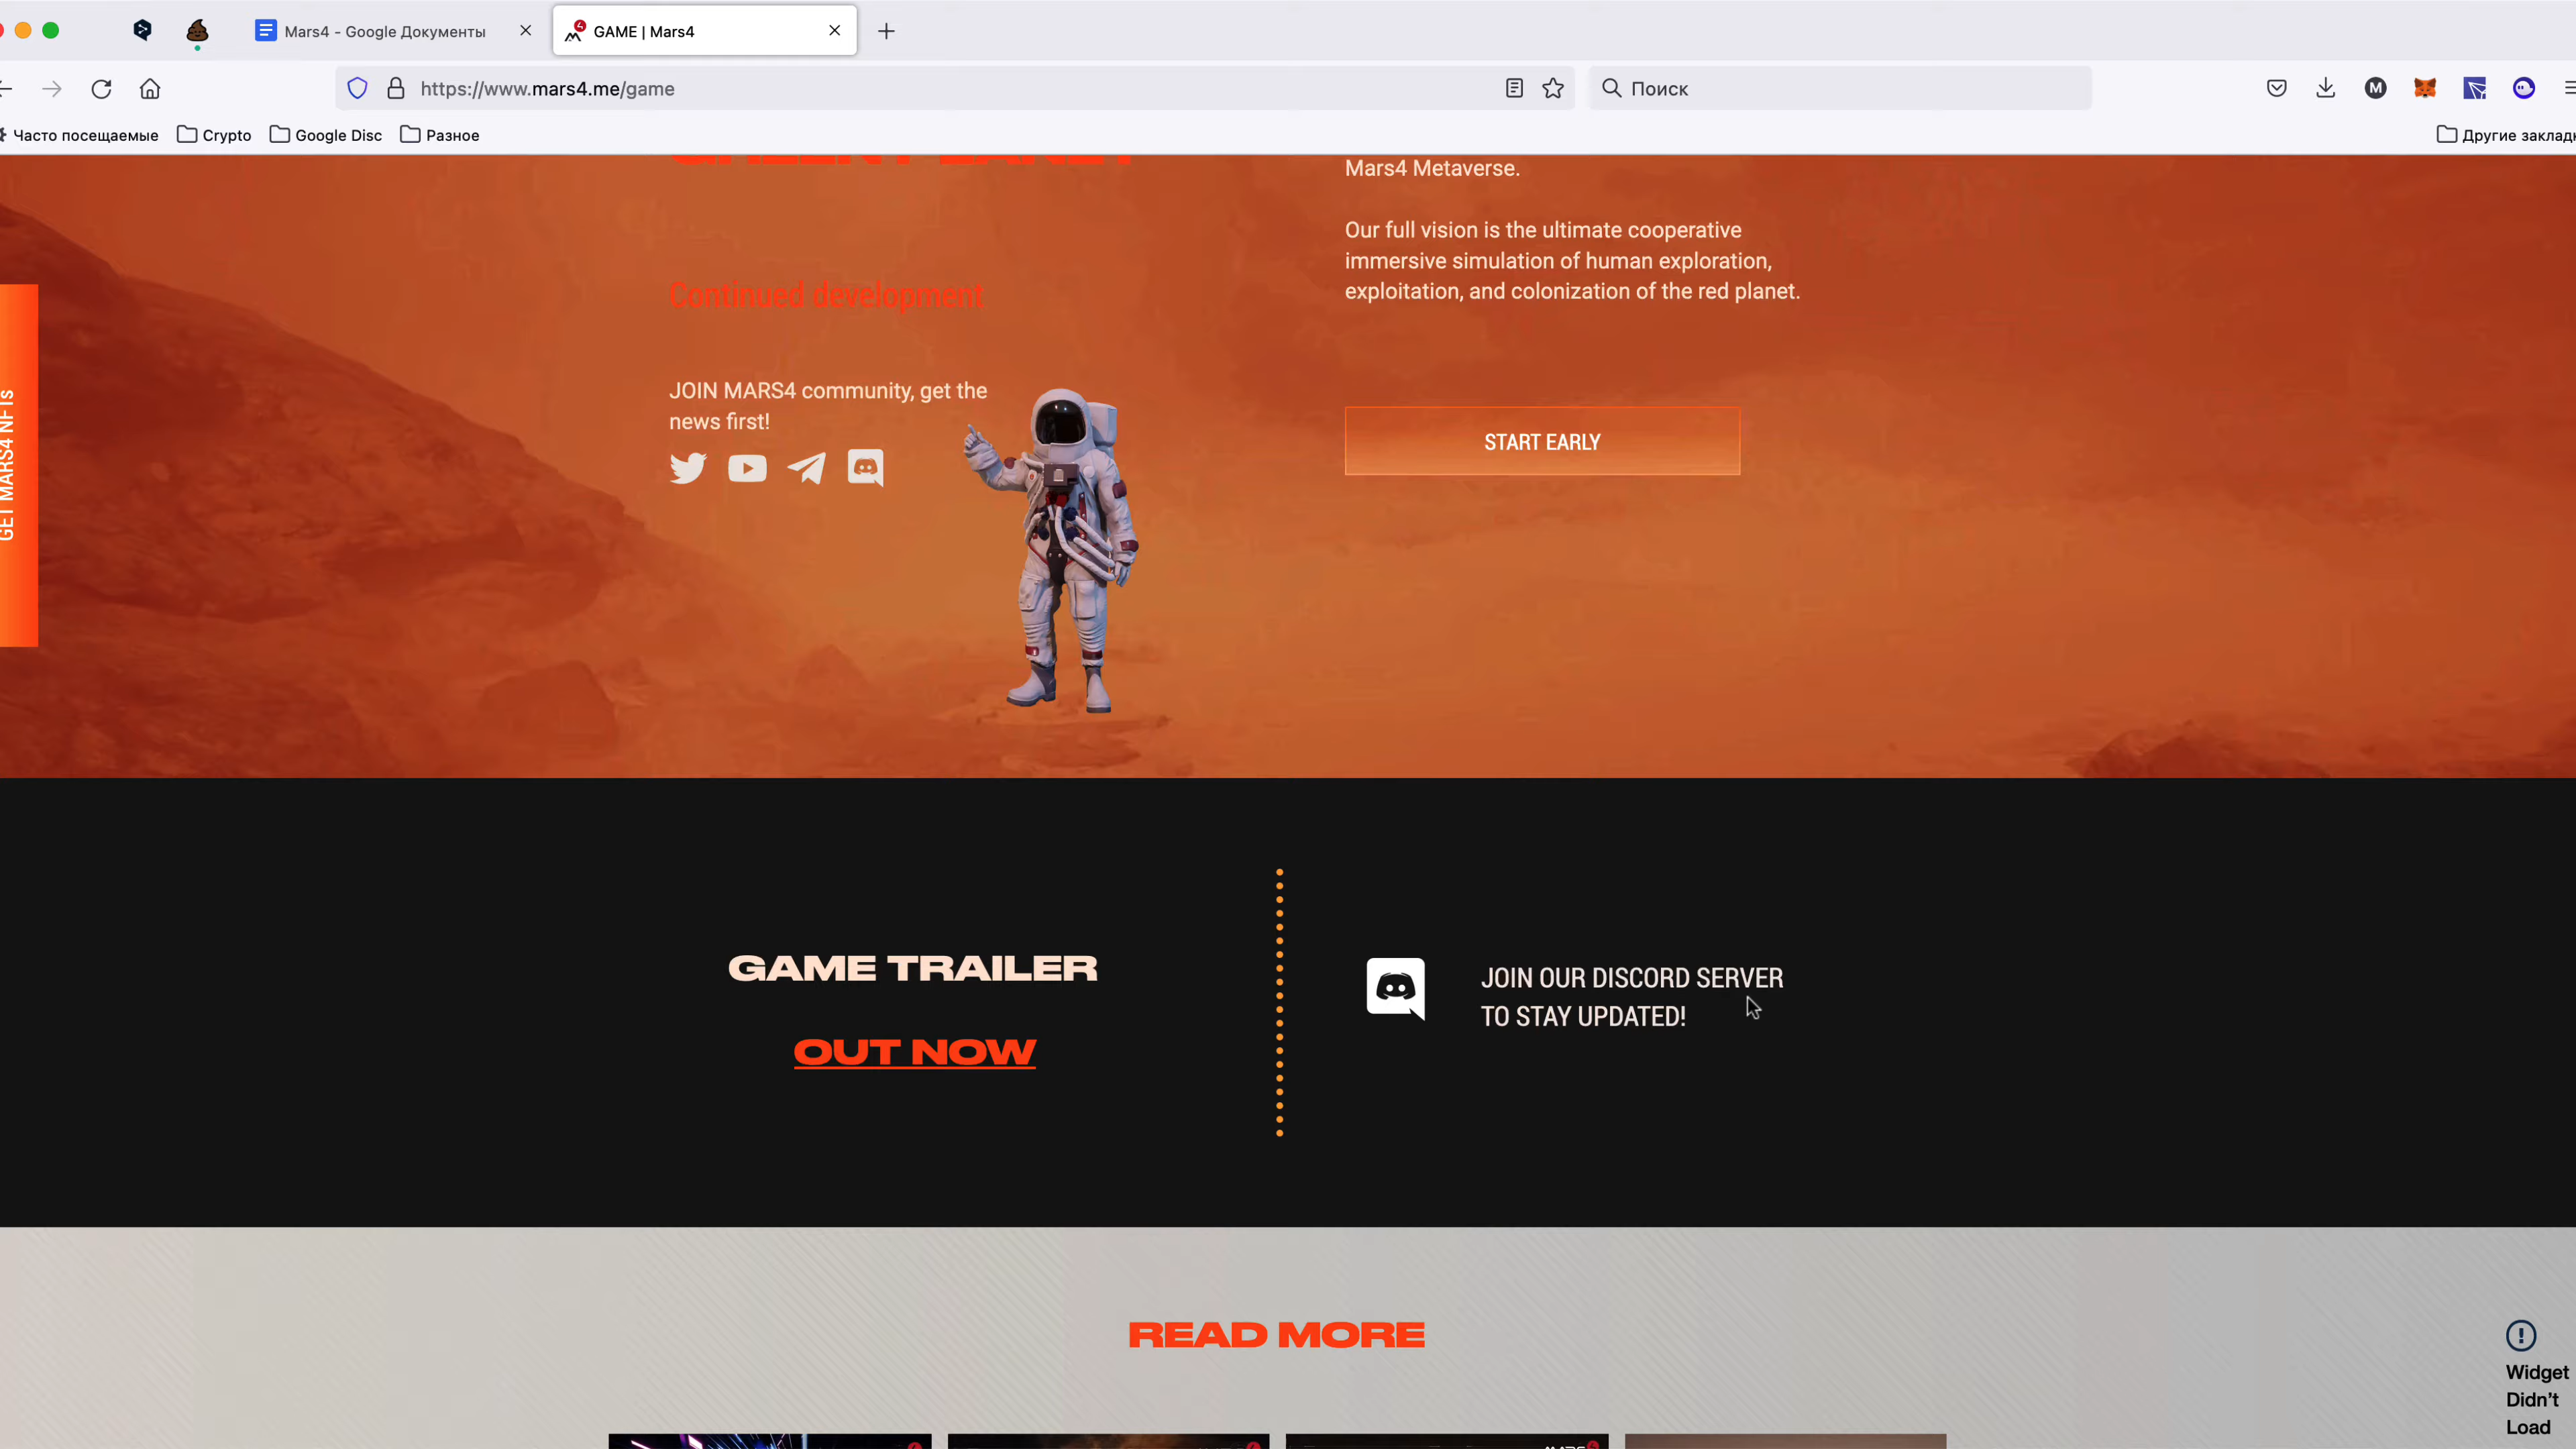 Mars4 - Google Документы
GAME | Mars4
https://www.mars4.me/game
Поиск
Часто посещаемые
Crypto
Google Disc
Разное
Другие заклад
Mars4 Metaverse.
Our full vision is the ultimate cooperative
immersive simulation of human exploration,
exploitation, and colonization of the red planet.
Continued development
JOIN MARS4 community, get the
news first!
START EARLY
GET MARS4 NFTs
GAME TRAILER
OUT NOW
JOIN OUR DISCORD SERVER
TO STAY UPDATED!
READ MORE
Widget
Didn't
Load